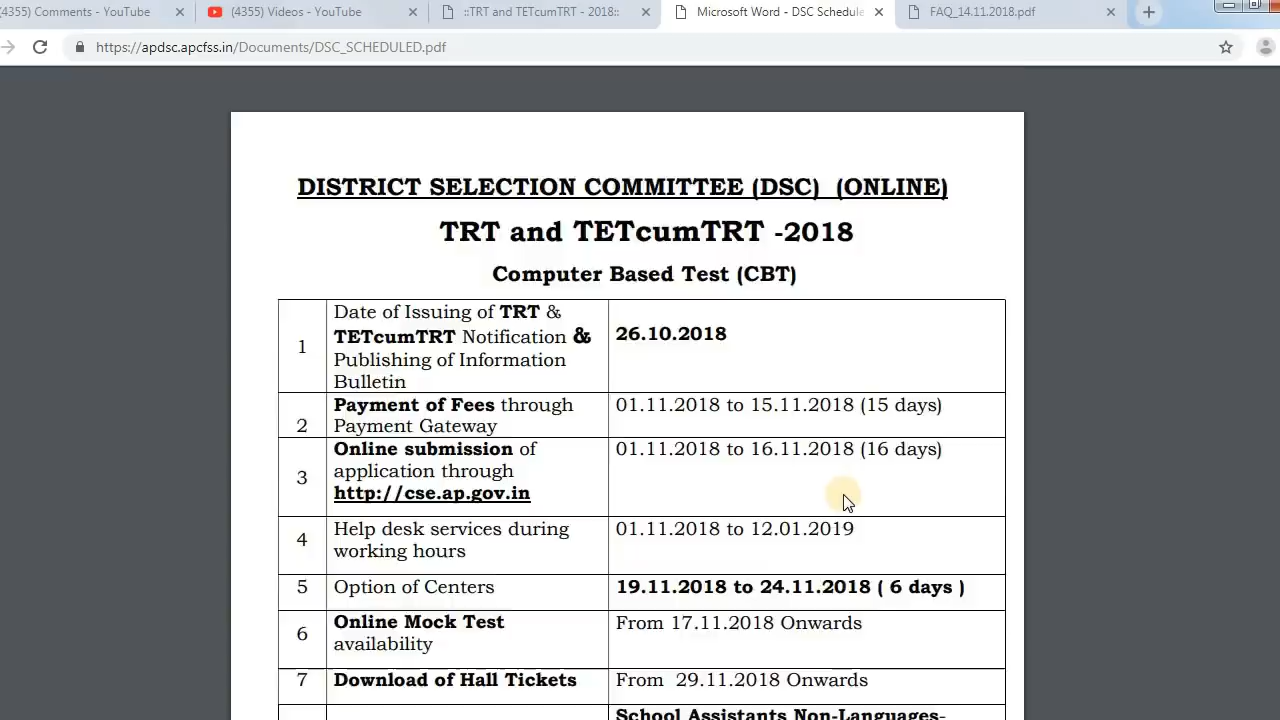 (4355) Comments - YouTube
(4355) Videos - YouTube
::TRT and TETcumTRT - 2018::
Microsoft Word - DSC Schedule
FAQ_14.11.2018.pdf
https://apdsc.apcfss.in/Documents/DSC_SCHEDULED.pdf
DISTRICT SELECTION COMMITTEE (DSC) (ONLINE)
TRT and TETcumTRT -2018
Computer Based Test (CBT)
1
Date of Issuing of TRT &
TETcumTRT Notification &
Publishing of Information
Bulletin
26.10.2018
2
Payment of Fees through
Payment Gateway
01.11.2018 to 15.11.2018 (15 days)
3
Online submission of
application through
http://cse.ap.gov.in
01.11.2018 to 16.11.2018 (16 days)
4
Help desk services during
working hours
01.11.2018 to 12.01.2019
5
Option of Centers
19.11.2018 to 24.11.2018 ( 6 days )
6
Online Mock Test
availability
From 17.11.2018 Onwards
7
Download of Hall Tickets
From 29.11.2018 Onwards
School Assistants Non-Languages-